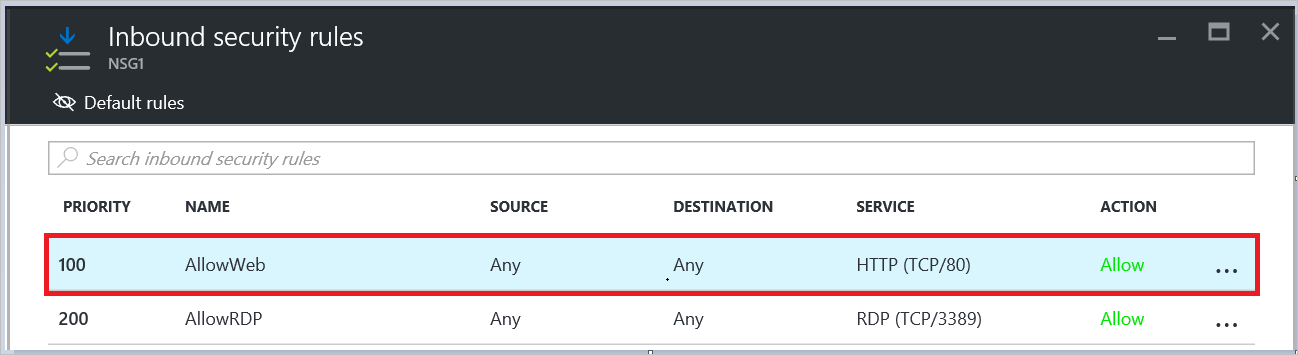 Inbound security rules
NSG1
Default rules
Search inbound security rules
PRIORITY NAME SOURCE DESTINATION SERVICE ACTION
100 AllowWeb Any Any HTTP (TCP/80) Allow ...
200 AllowRDP Any Any RDP (TCP/3389) Allow ...